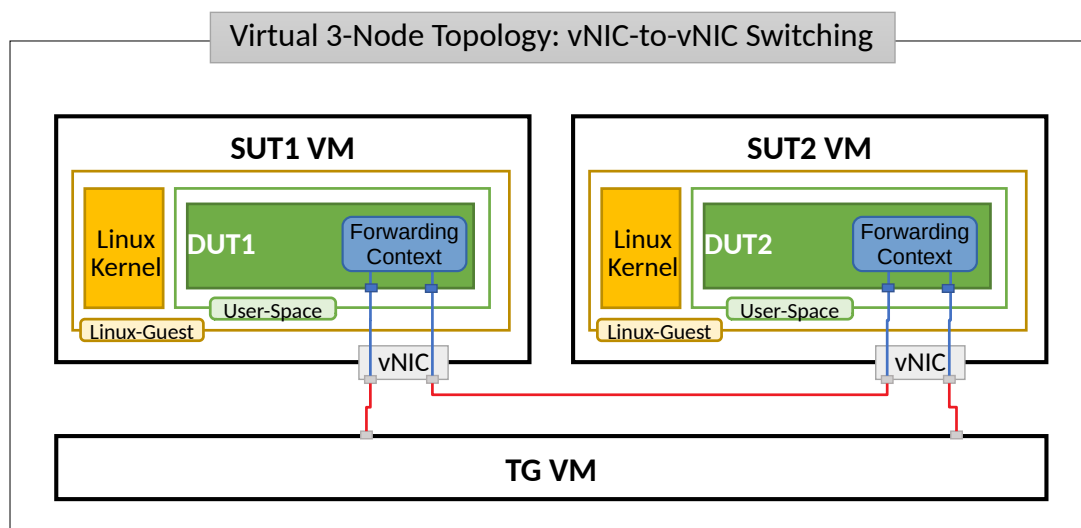 Virtual 3-Node Topology: vNIC-to-vNIC Switching
SUT1 VM
Linux
Kernel
DUT1
Forwarding
Context
User-Space
Linux-Guest
vNIC
SUT2 VM
Linux
Kernel
DUT2
Forwarding
Context
User-Space
Linux-Guest
vNIC
TG VM